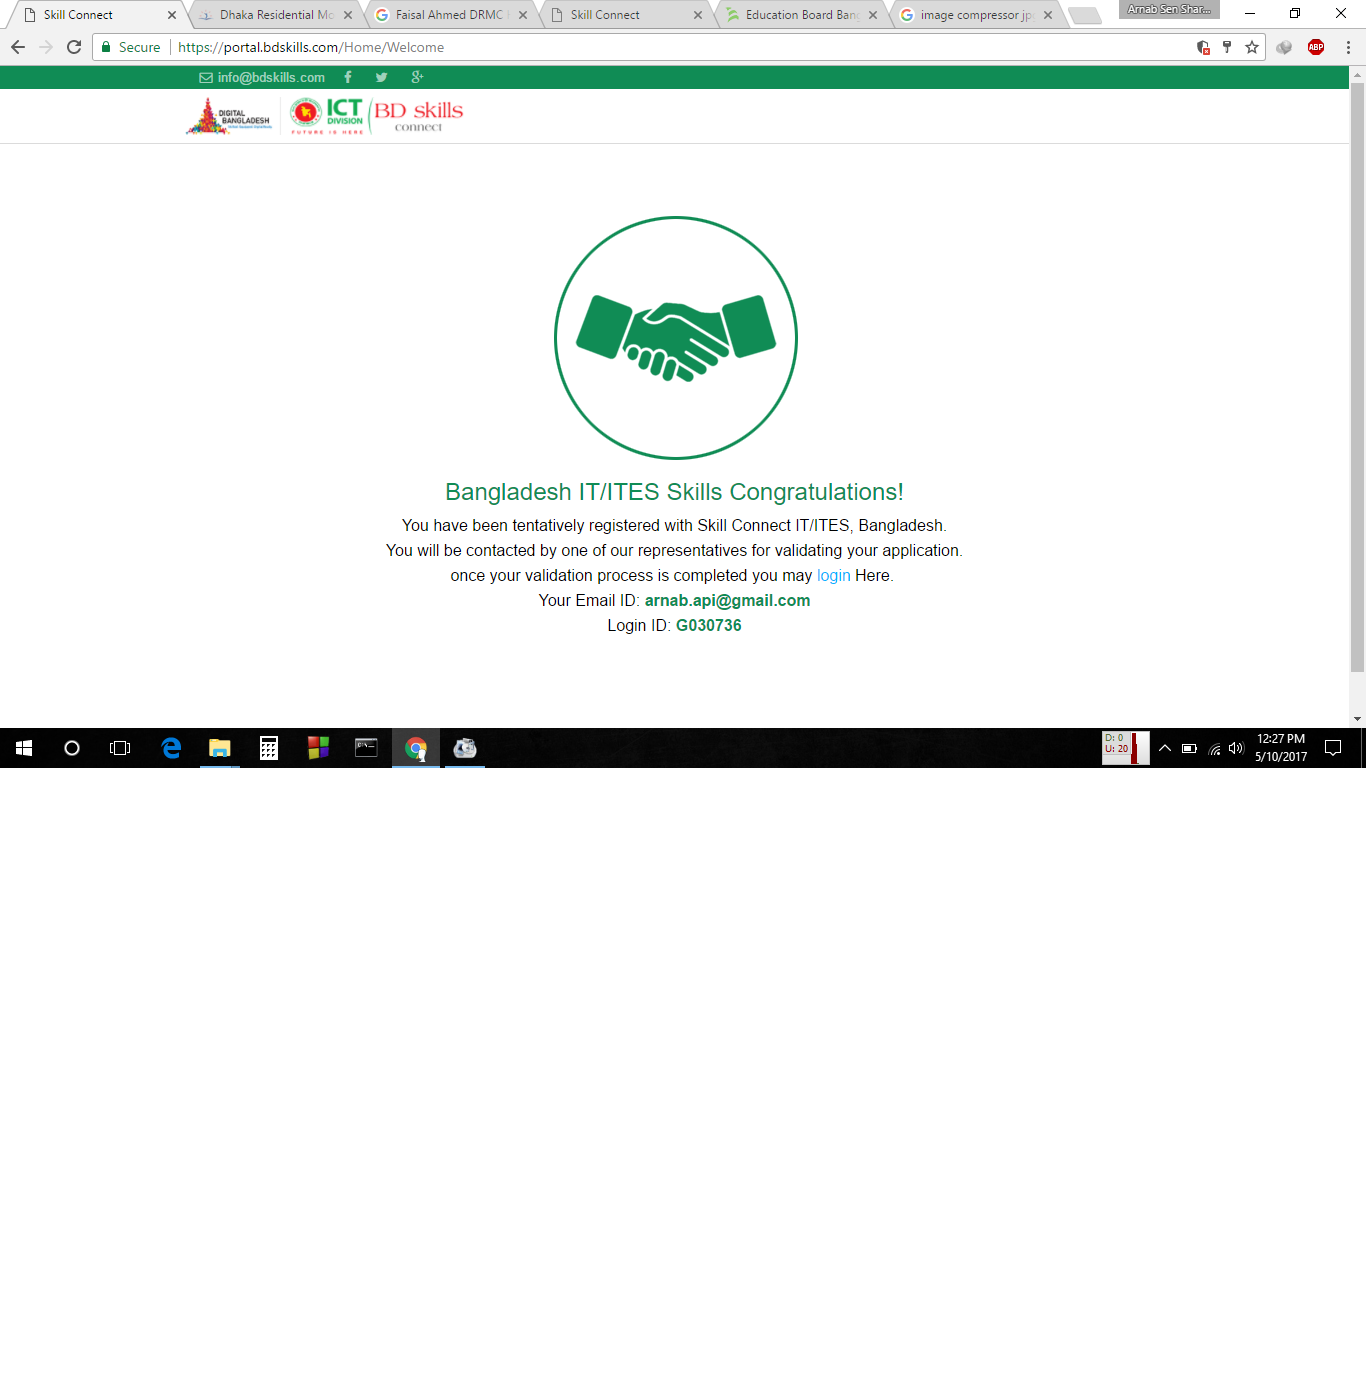 Skill Connect
Dhaka Residential Mo
Faisal Ahmed DRMC
Skill Connect
Education Board Bang
image compressor jp
Arnab Sen Shar...
Secure
https://portal.bdskills.com/Home/Welcome
ABP
info@bdskills.com
DIGITAL
BANGLADESH
ICT
DIVISION
FUTURE IS HERE
BD skills
connect
Bangladesh IT/ITES Skills Congratulations!
You have been tentatively registered with Skill Connect IT/ITES, Bangladesh.
You will be contacted by one of our representatives for validating your application.
once your validation process is completed you may login Here.
Your Email ID: arnab.api@gmail.com
Login ID: G030736
D: 0
U: 20
12:27 PM
5/10/2017